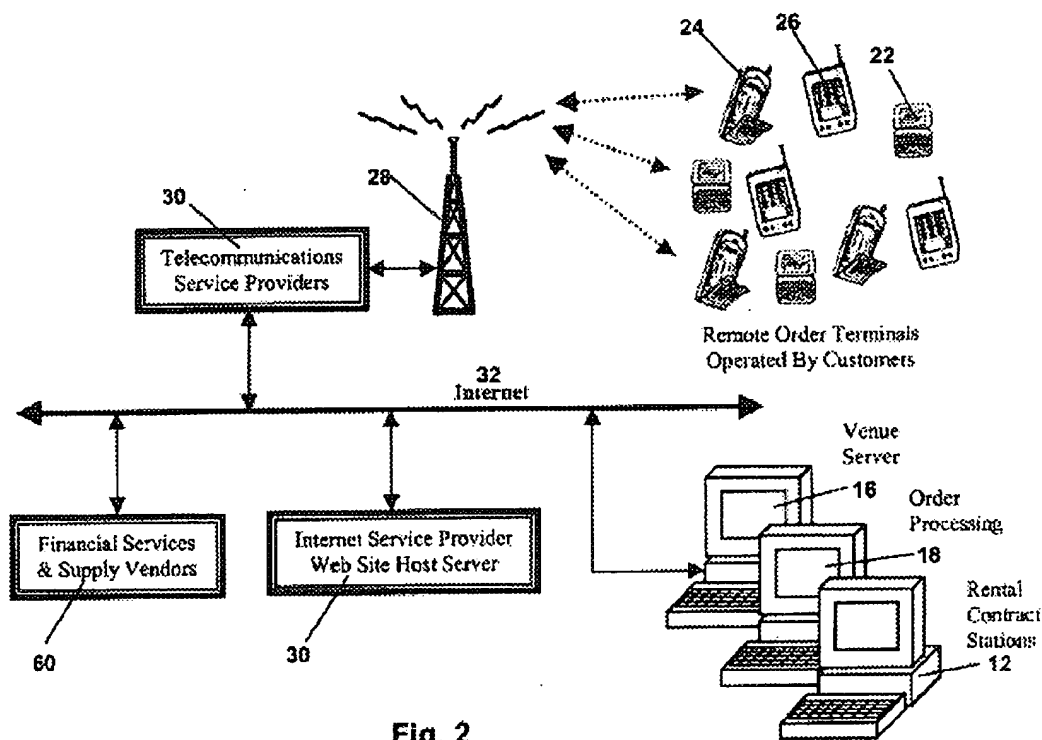 24
26
22
28
30
Telecommunications
Service Providers
Remote Order Terminals
Operated By Customers
32
Internet
Venue
Server
16
Order
Processing
18
Rental
Contract
Stations
12
Financial Services
& Supply Vendors
60
Internet Service Provider
Web Site Host Server
30
Fig. 2